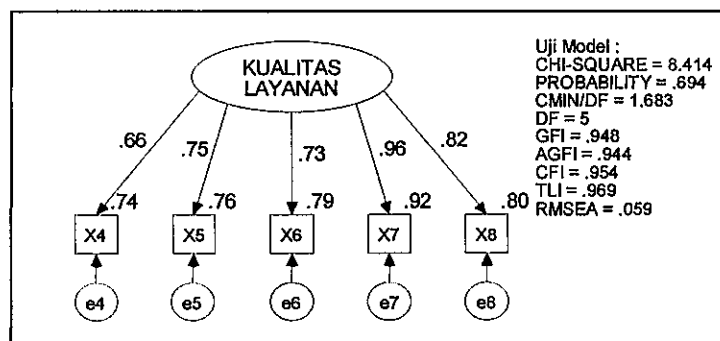 KUALITAS
LAYANAN
Uji Model :
CHI-SQUARE = 8.414
PROBABILITY = .694
CMIN/DF = 1.683
DF = 5
GFI = .948
AGFI = .944
CFI = .954
TLI = .969
RMSEA = .059
.66 .75 .73 .96 .82
.74 .76 .79 .92 .80
X4 X5 X6 X7 X8
e4 e5 e6 e7 e8